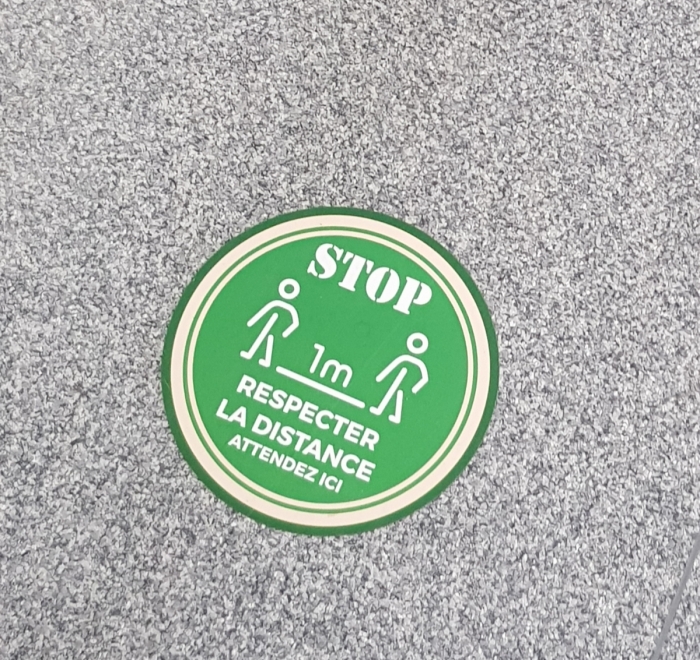 STOP
1m
RESPECTER
LA DISTANCE
ATTENDEZ ICI